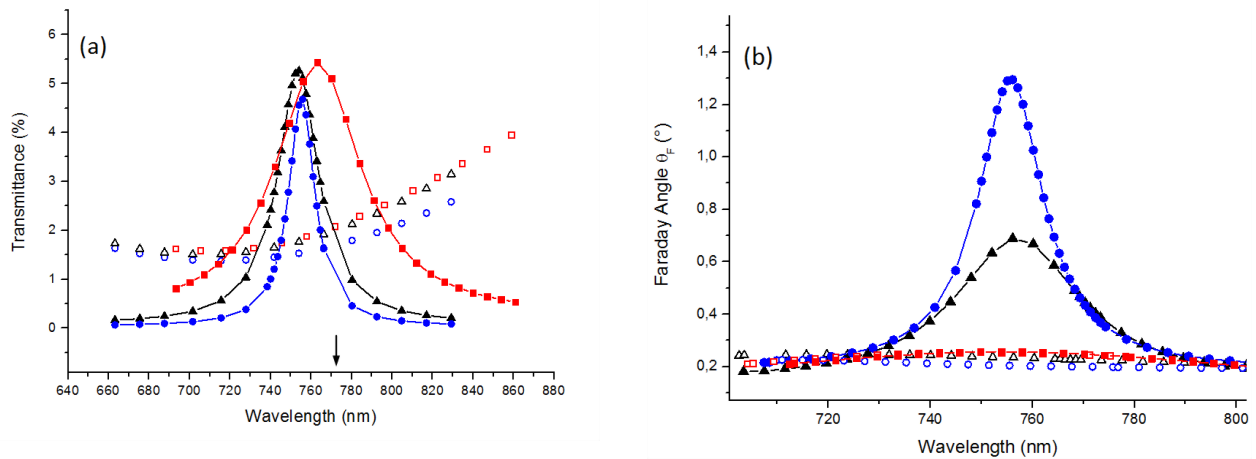 (a)
6
5
4
3
2
1
0
Transmittance (%)
640 660 680 700 720 740 760 780 800 820 840 860 880
Wavelength (nm)
(b)
1,4
1,2
1,0
0,8
0,6
0,4
0,2
Faraday Angle θF (°)
720 740 760 780 800
Wavelength (nm)